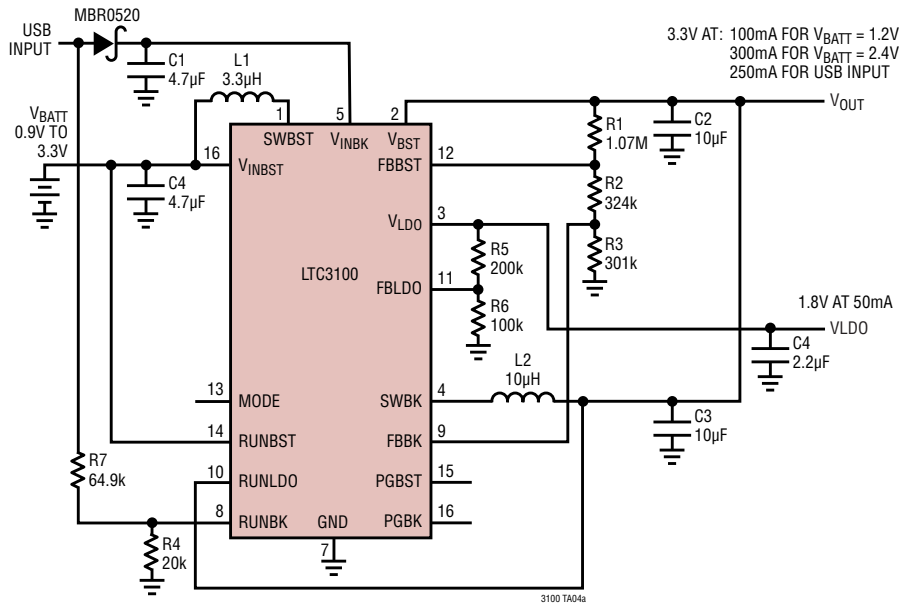 MBR0520
USB
INPUT
3.3V AT: 100mA FOR VBATT = 1.2V
300mA FOR VBATT = 2.4V
250mA FOR USB INPUT
C1
4.7µF
L1
3.3µH
VBATT
0.9V TO
3.3V
C4
4.7µF
1
5
2
16
SWBST
VINBK
VBST
VINBST
FBBST
12
VLDO
3
LTC3100
FBLDO
11
13
MODE
SWBK
4
14
RUNBST
FBBK
9
10
RUNLDO
PGBST
15
8
RUNBK
GND
PGBK
16
7
R1
1.07M
C2
10µF
VOUT
R2
324k
R3
301k
R5
200k
R6
100k
1.8V AT 50mA
VLDO
C4
2.2µF
L2
10µH
C3
10µF
R7
64.9k
R4
20k
3100 TA04a